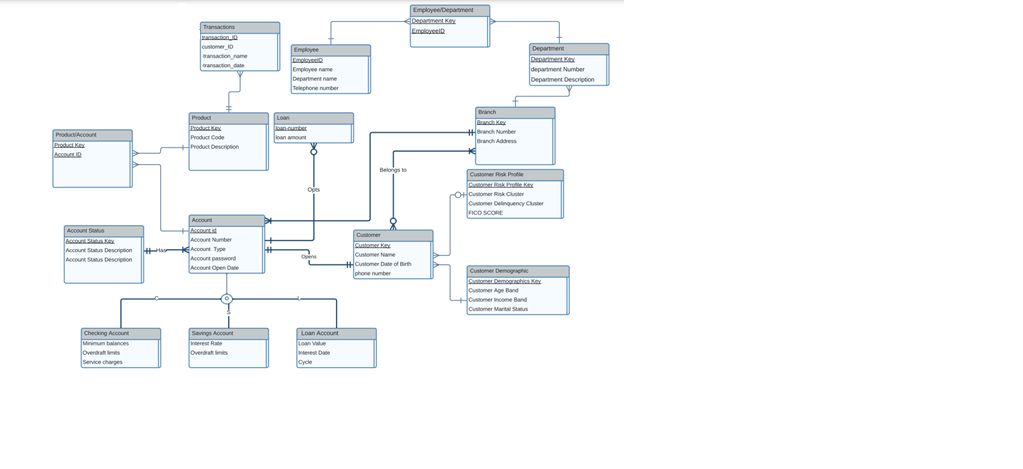 Employee/Department
Department Key
EmployeeID
Transactions
transaction_ID
customer_ID
transaction_name
transaction_date
Employee
EmployeeID
Employee name
Department name
Telephone number
Department
Department Key
department Number
Department Description
Product
Product Key
Product Code
Product Description
Loan
loan-number
loan amount
Branch
Branch Key
Branch Number
Branch Address
Product/Account
Product Key
Account ID
Belongs to
Customer Risk Profile
Customer Risk Profile Key
Customer Risk Cluster
Customer Delinquency Cluster
FICO SCORE
Opts
Account
Account Id
Account Number
Account Type
Account password
Account Open Date
Account Status
Account Status Key
Account Status Description
Account Status Description
Has
Opens
Customer
Customer Key
Customer Name
Customer Date of Birth
phone number
Customer Demographic
Customer Demographics Key
Customer Age Band
Customer Income Band
Customer Marital Status
C
D
L
S
Checking Account
Minimum balances
Overdraft limits
Service charges
Savings Account
Interest Rate
Overdraft limits
Loan Account
Loan Value
Interest Date
Cycle